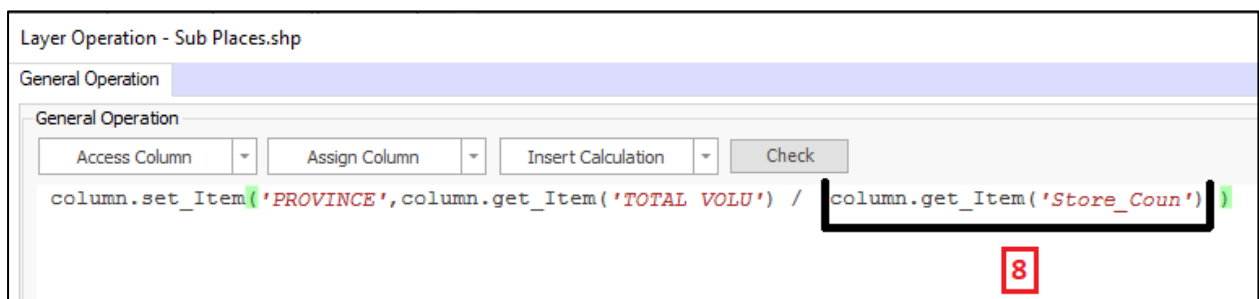 Layer Operation - Sub Places.shp
General Operation
General Operation
Access Column Assign Column Insert Calculation Check
column.set_Item('PROVINCE',column.get_Item('TOTAL VOLU') / column.get_Item('Store_Coun') )
8